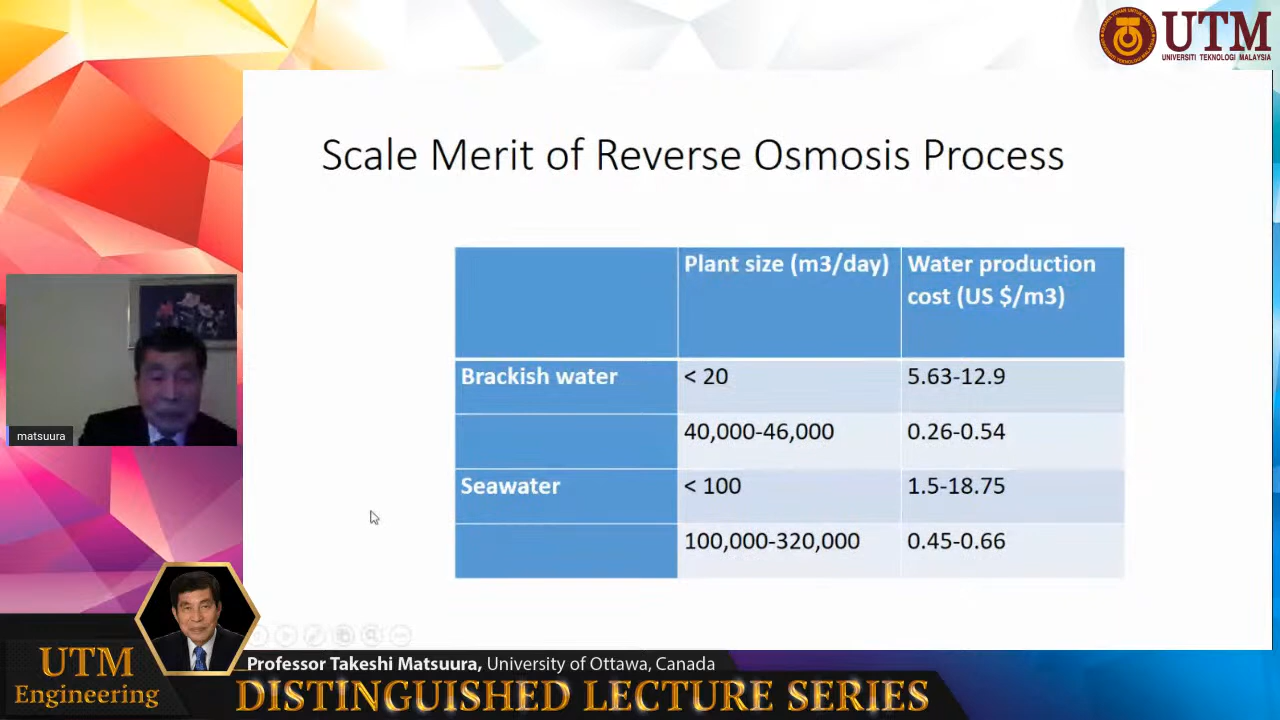 UTM
UNIVERSITI TEKNOLOGI MALAYSIA
Scale Merit of Reverse Osmosis Process
Plant size (m3/day)
Water production
cost (US $/m3)
Brackish water
< 20
5.63-12.9
40,000-46,000
0.26-0.54
Seawater
< 100
1.5-18.75
100,000-320,000
0.45-0.66
matsuura
UTM
Engineering
Professor Takeshi Matsuura, University of Ottawa, Canada
DISTINGUISHED LECTURE SERIES